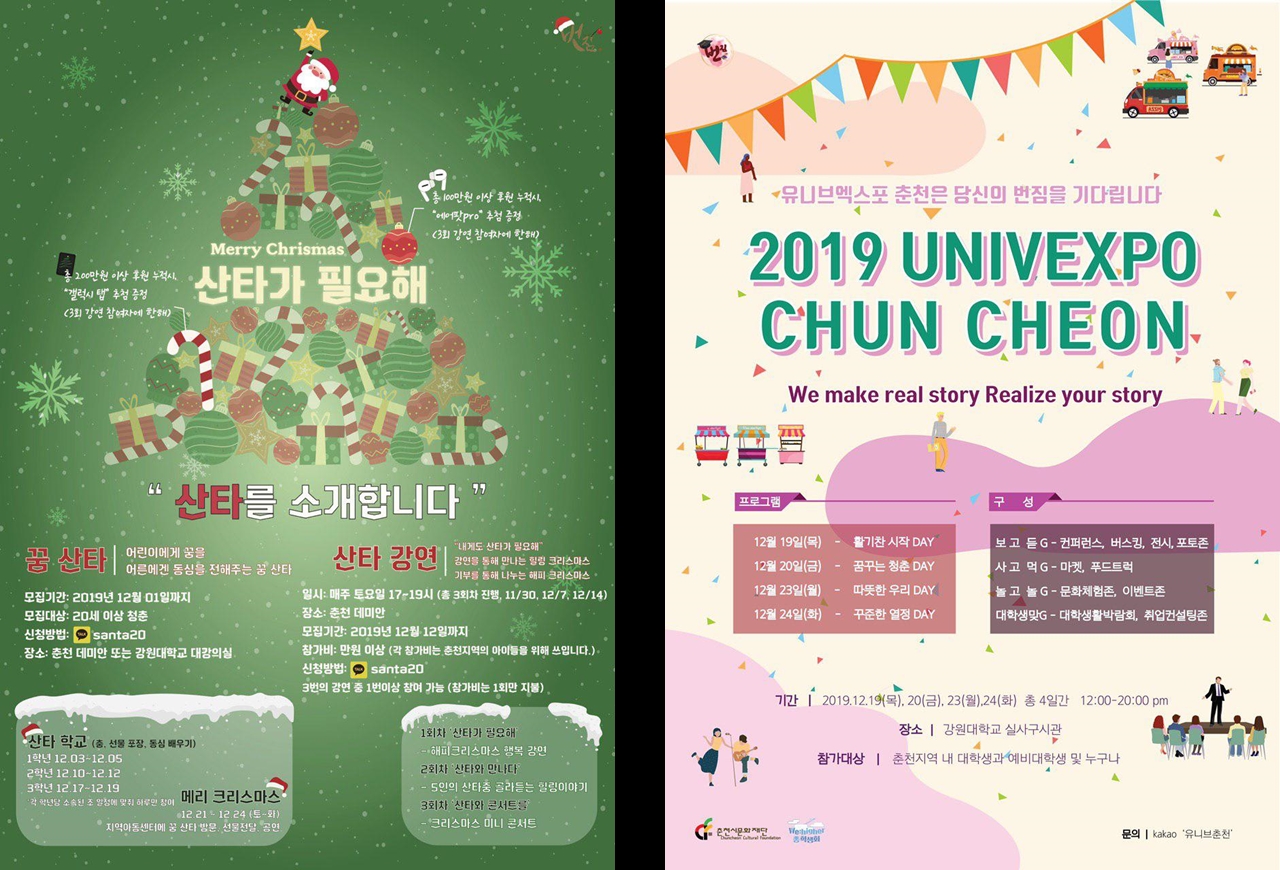 번짐
총 100만원 이상 후원 누적시,
"에어팟pro" 추첨 증정
(3회 강연 참여자에 한해)
Merry Chrismas
산타가 필요해
총 200만원 이상 후원 누적시,
"갤럭시 탭" 추첨 증정
(3회 강연 참여자에 한해)
“ 산타를 소개합니다 ”
꿈 산타
어린이에게 꿈을
어른에겐 동심을 전해주는 꿈 산타
모집기간: 2019년 12월 01일까지
모집대상: 20세 이상 청춘
신청방법: TALK santa20
장소: 춘천 데미안 또는 강원대학교 대강의실
산타 강연
"내게도 산타가 필요해"
강연을 통해 만나는 힐링 크리스마스
기부를 통해 나누는 해피 크리스마스
일시: 매주 토요일 17-19시 (총 3회차 진행, 11/30, 12/7, 12/14)
장소: 춘천 데미안
모집기간: 2019년 12월 12일까지
참가비: 만원 이상 (각 참가비는 춘천지역의 아이들을 위해 쓰입니다.)
신청방법: TALK santa20
3번의 강연 중 1번이상 참여 가능 (참가비는 1회만 지불)
산타 학교 (춤, 선물 포장, 동심 배우기)
1학년 12.03-12.05
2학년 12.10-12.12
3학년 12.17-12.19
각 학년당 소속된 조 일정에 맞춰 하루만 참여
메리 크리스마스
12.21 - 12.24 (토-화)
지역아동센터에 꿈 산타 방문, 선물전달, 공연
1회차 '산타가 필요해'
- 해피크리스마스 행복 강연
2회차 '산타와 만나다'
- 5인의 산타중 골라듣는 힐링이야기
3회차 '산타와 콘서트를'
- 크리스마스 미니 콘서트
번짐
유니브엑스포 춘천은 당신의 번짐을 기다립니다
2019 UNIVEXPO
CHUN CHEON
We make real story Realize your story
프로그램
12월 19일(목) - 활기찬 시작 DAY
12월 20일(금) - 꿈꾸는 청춘 DAY
12월 23일(월) - 따뜻한 우리 DAY
12월 24일(화) - 꾸준한 열정 DAY
구 성
보 고 듣 G - 컨퍼런스, 버스킹, 전시, 포토존
사 고 먹 G - 마켓, 푸드트럭
놀 고 놀 G - 문화체험존, 이벤트존
대학생맞G - 대학생활박람회, 취업컨설팅존
기간 | 2019.12.19(목), 20(금), 23(월),24(화) 총 4일간 12:00-20:00 pm
장소 | 강원대학교 실사구시관
참가대상 | 춘천지역 내 대학생과 예비대학생 및 누구나
춘천시문화재단
Chuncheon Cultural Foundation
총학생회
문의 | kakao '유니브춘천'